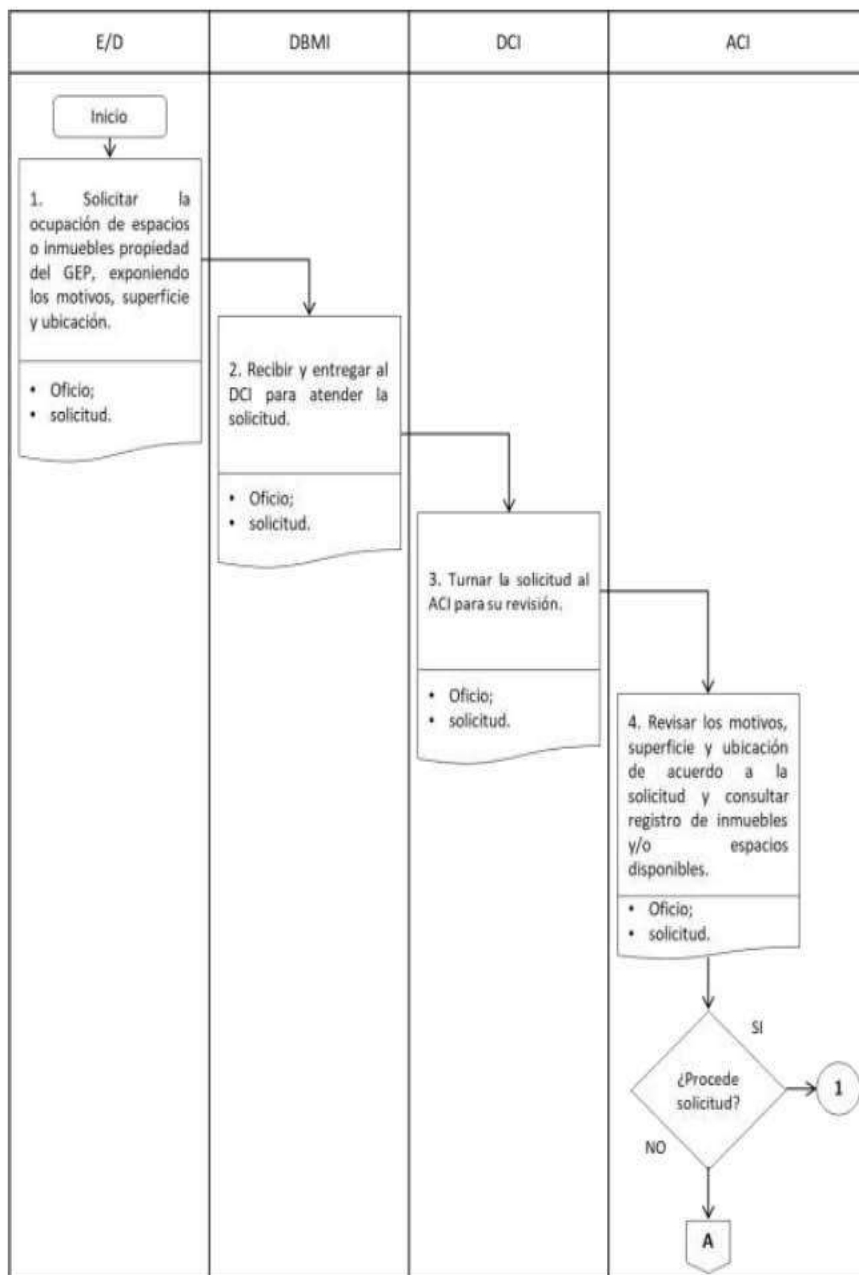 E/D
DBMI
DCI
ACI
Inicio
1. Solicitar la
ocupación de espacios
o inmuebles propiedad
del GEP, exponiendo
los motivos, superficie
y ubicación.
• Oficio;
• solicitud.
2. Recibir y entregar al
DCI para atender la
solicitud.
• Oficio;
• solicitud.
3. Turnar la solicitud al
ACI para su revisión.
• Oficio;
• solicitud.
4. Revisar los motivos,
superficie y ubicación
de acuerdo a la
solicitud y consultar
registro de inmuebles
y/o espacios
disponibles.
• Oficio;
• solicitud.
SI
¿Procede
solicitud?
1
NO
A